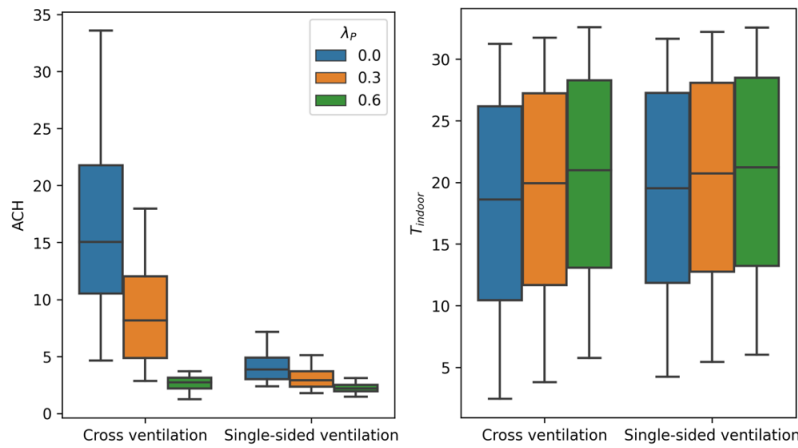 35
30
25
20
15
10
5
0
ACH
λP
0.0
0.3
0.6
Cross ventilation
Single-sided ventilation
30
25
20
15
10
5
Tindoor
Cross ventilation
Single-sided ventilation